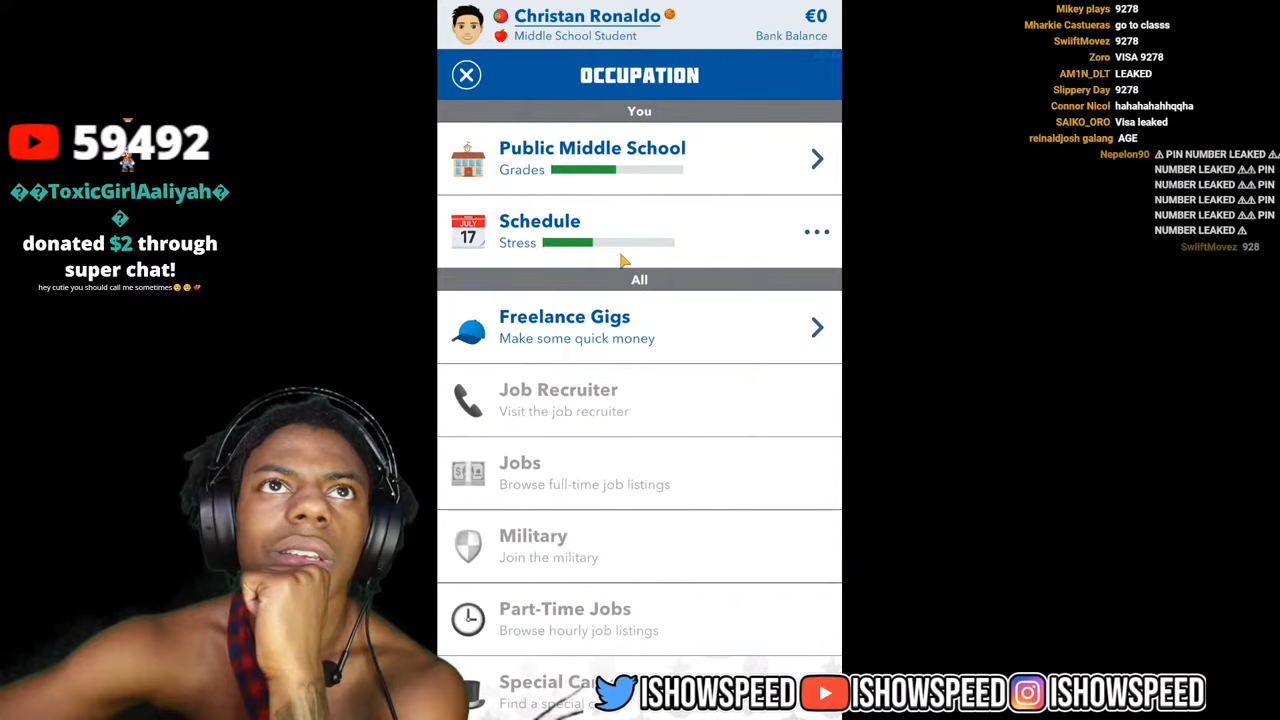 Christan Ronaldo
Middle School Student
€0
Bank Balance
OCCUPATION
You
Public Middle School
Grades
JULY
17
Schedule
Stress
All
Freelance Gigs
Make some quick money
Job Recruiter
Visit the job recruiter
Jobs
Browse full-time job listings
Military
Join the military
Part-Time Jobs
Browse hourly job listings
Special Ca
Find a special
59492
ToxicGirlAaliyah
donated $2 through
super chat!
hey cutie you should call me sometimes
Mikey plays 9278
Mharkie Castueras go to classs
SwiiftMovez 9278
Zoro VISA 9278
AM1N_DLT LEAKED
Slippery Day 9278
Connor Nicol hahahahahhqqha
SAIKO_ORO Visa leaked
reinaldjosh galang AGE
Nepelon90 ⚠ PIN NUMBER LEAKED ⚠⚠
NUMBER LEAKED ⚠⚠ PIN
NUMBER LEAKED ⚠⚠ PIN
NUMBER LEAKED ⚠⚠ PIN
NUMBER LEAKED ⚠⚠ PIN
NUMBER LEAKED ⚠
SwiiftMovez 928
ISHOWSPEED ISHOWSPEED ISHOWSPEED